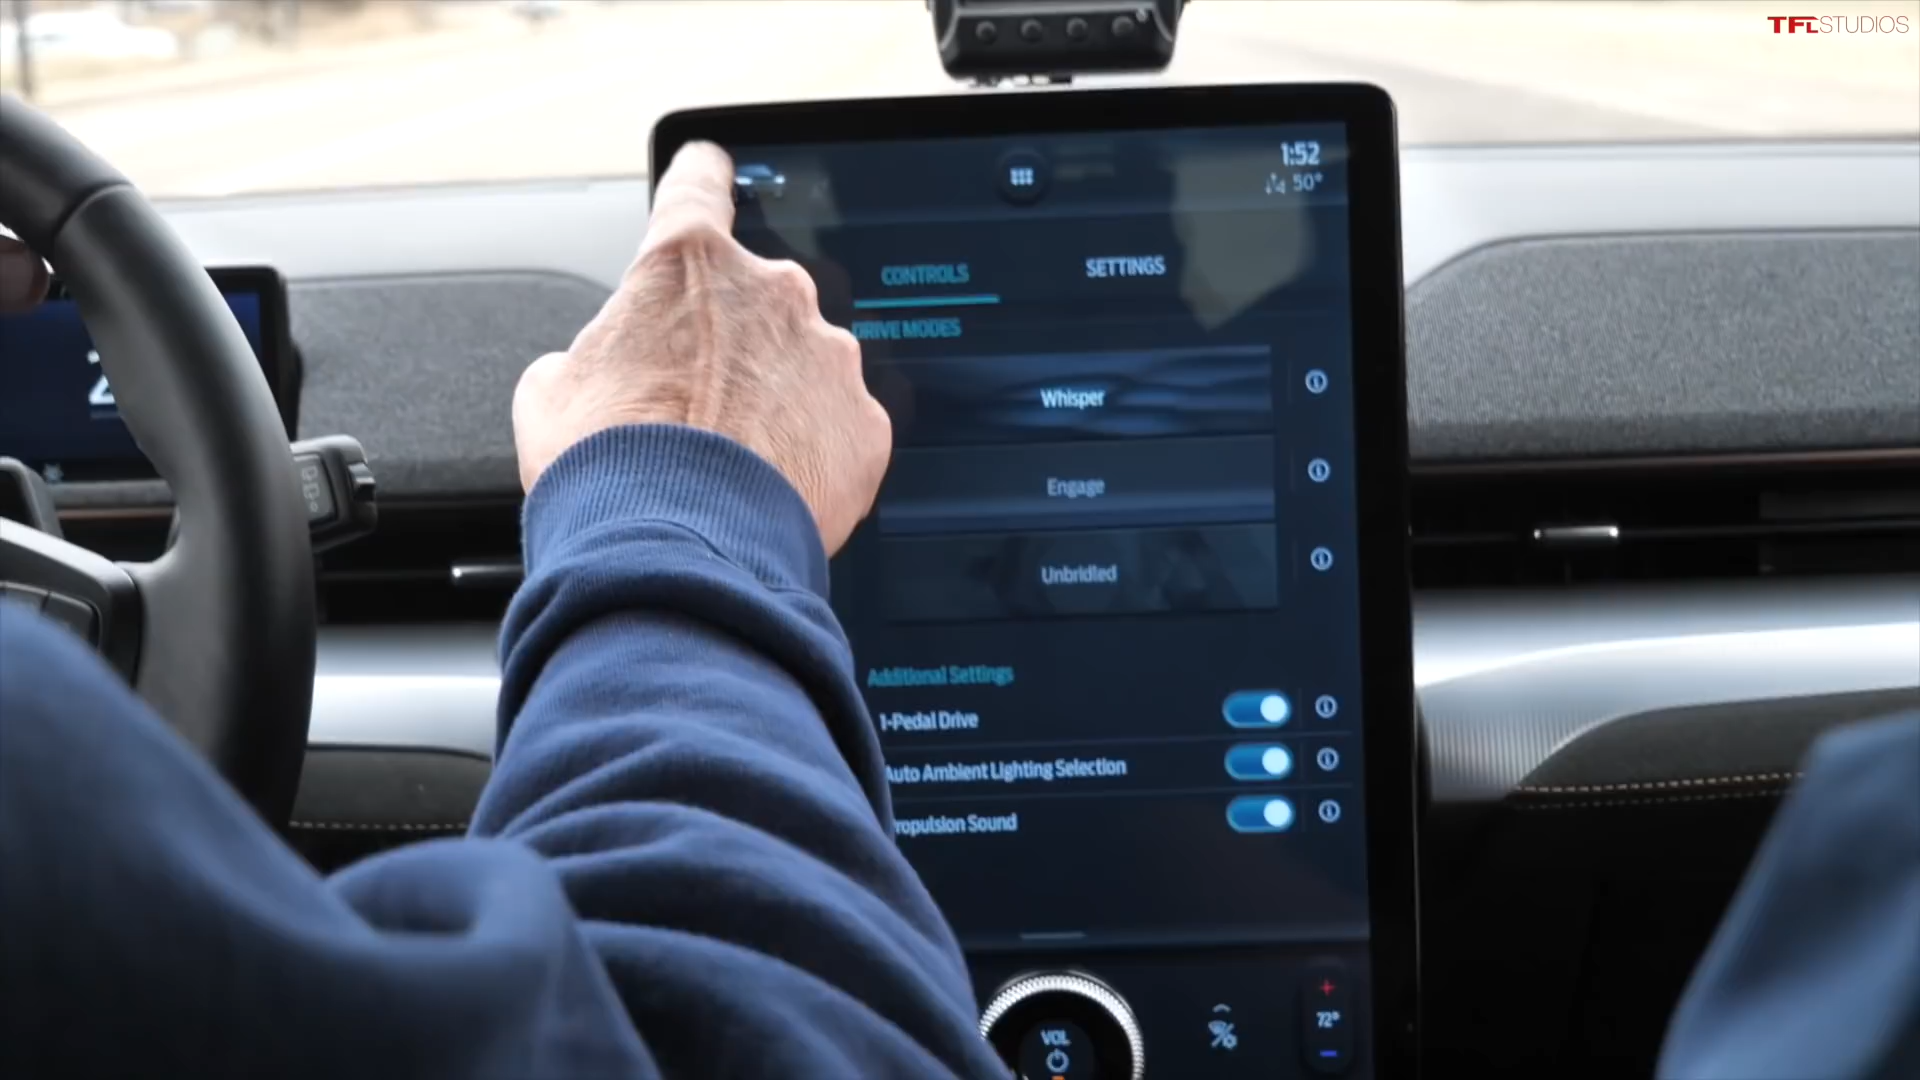 TFLSTUDIOS
1:52
50°
CONTROLS
SETTINGS
DRIVE MODES
Whisper
Engage
Unbridled
Additional Settings
1-Pedal Drive
Auto Ambient Lighting Selection
ropulsion Sound
VOL
72°
2